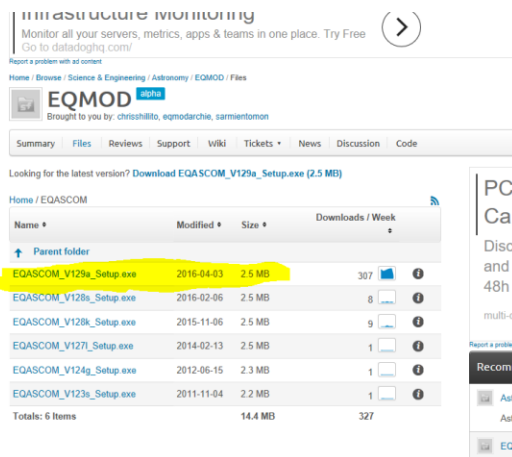 Infrastructure Monitoring
Monitor all your servers, metrics, apps & teams in one place. Try Free
Go to datadoghq.com/
Report a problem with ad content
Home / Browse / Science & Engineering / Astronomy / EQMOD / Files
EQMOD alpha
Brought to you by: chrisshillito, eqmodarchie, sarmientomon
Summary Files Reviews Support Wiki Tickets News Discussion Code
Looking for the latest version? Download EQASCOM_V129a_Setup.exe (2.5 MB)
Home / EQASCOM
Name Modified Size Downloads / Week
Parent folder
EQASCOM_V129a_Setup.exe 2016-04-03 2.5 MB 307
EQASCOM_V128s_Setup.exe 2016-02-06 2.5 MB 8
EQASCOM_V128k_Setup.exe 2015-11-06 2.5 MB 9
EQASCOM_V127l_Setup.exe 2014-02-13 2.5 MB 1
EQASCOM_V124g_Setup.exe 2012-06-15 2.3 MB 1
EQASCOM_V123s_Setup.exe 2011-11-04 2.2 MB 1
Totals: 6 Items 14.4 MB 327
PC
Ca
Disc
and
48h
multi-c
Report a proble
Recom
Ast
Ast
EQ